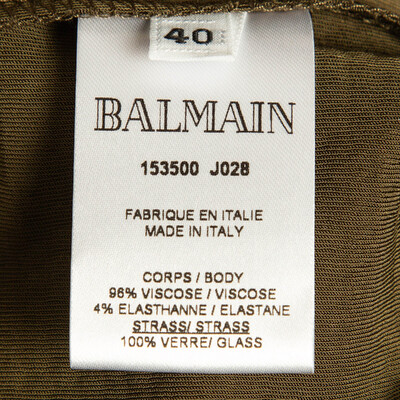 40
BALMAIN
153500 J028
FABRIQUE EN ITALIE
MADE IN ITALY
CORPS / BODY
96% VISCOSE / VISCOSE
4% ELASTHANNE / ELASTANE
STRASS/ STRASS
100% VERRE/ GLASS